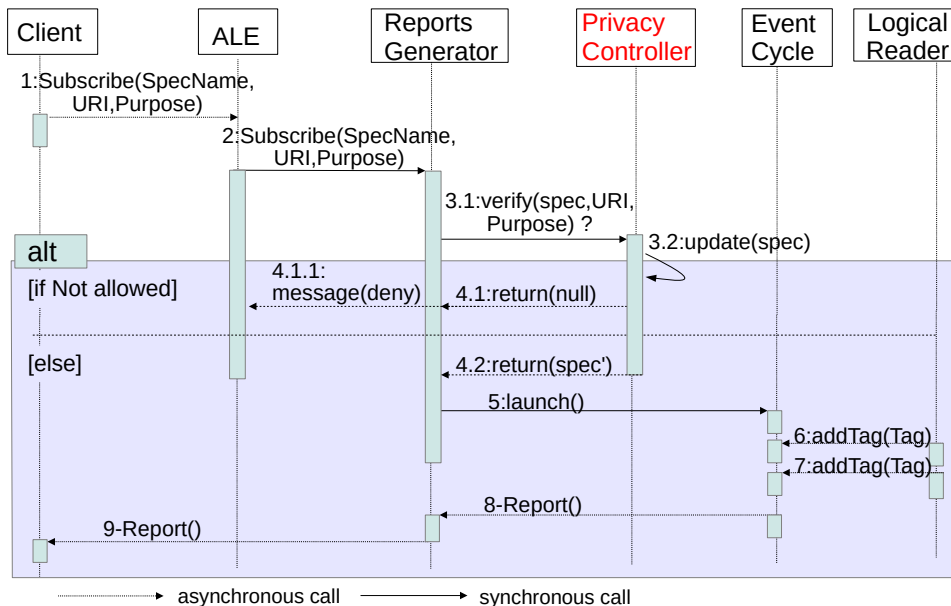 Client
ALE
Reports
Generator
Privacy
Controller
Event
Cycle
Logical
Reader
1:Subscribe(SpecName,
URI,Purpose)
2:Subscribe(SpecName,
URI,Purpose)
3.1:verify(spec,URI,
Purpose) ?
3.2:update(spec)
alt
[if Not allowed]
4.1.1:
message(deny)
4.1:return(null)
[else]
4.2:return(spec')
5:launch()
6:addTag(Tag)
7:addTag(Tag)
8-Report()
9-Report()
asynchronous call
synchronous call